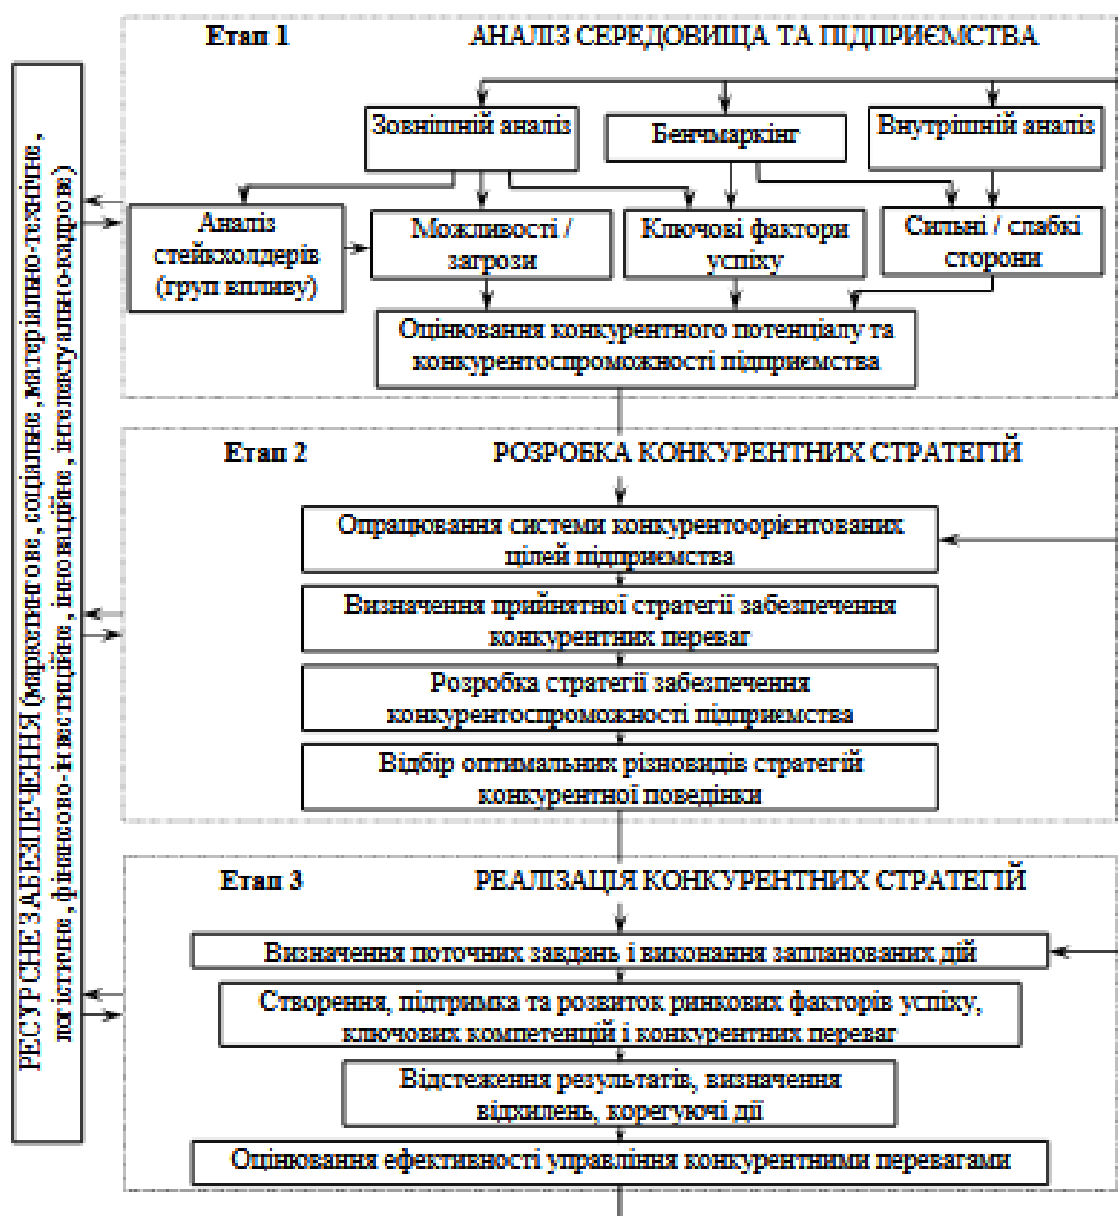 Етап 1 АНАЛІЗ СЕРЕДОВИЩА ТА ПІДПРИЄМСТВА
Зовнішній аналіз
Бенчмаркінг
Внутрішній аналіз
Аналіз
стейкхолдерів
(груп впливу)
Можливості /
загрози
Ключові фактори
успіху
Сильні / слабкі
сторони
Оцінювання конкурентного потенціалу та
конкурентоспроможності підприємства
Етап 2 РОЗРОБКА КОНКУРЕНТНИХ СТРАТЕГІЙ
Опрацювання системи конкурентоорієнтованих
цілей підприємства
Визначення прийнятної стратегії забезпечення
конкурентних переваг
Розробка стратегії забезпечення
конкурентоспроможності підприємства
Відбір оптимальних різновидів стратегій
конкурентної поведінки
Етап 3 РЕАЛІЗАЦІЯ КОНКУРЕНТНИХ СТРАТЕГІЙ
Визначення поточних завдань і виконання запланованих дій
Створення, підтримка та розвиток ринкових факторів успіху,
ключових компетенцій і конкурентних переваг
Відстеження результатів, визначення
відхилень, корегуючі дії
Оцінювання ефективності управління конкурентними перевагами
РЕСУРСНЕ ЗАБЕЗПЕЧЕННЯ (маркетингове, соціальне, матеріально-технічне,
логістичне, фінансово-інвестиційне, інноваційне, інтелектуально-кадрове)